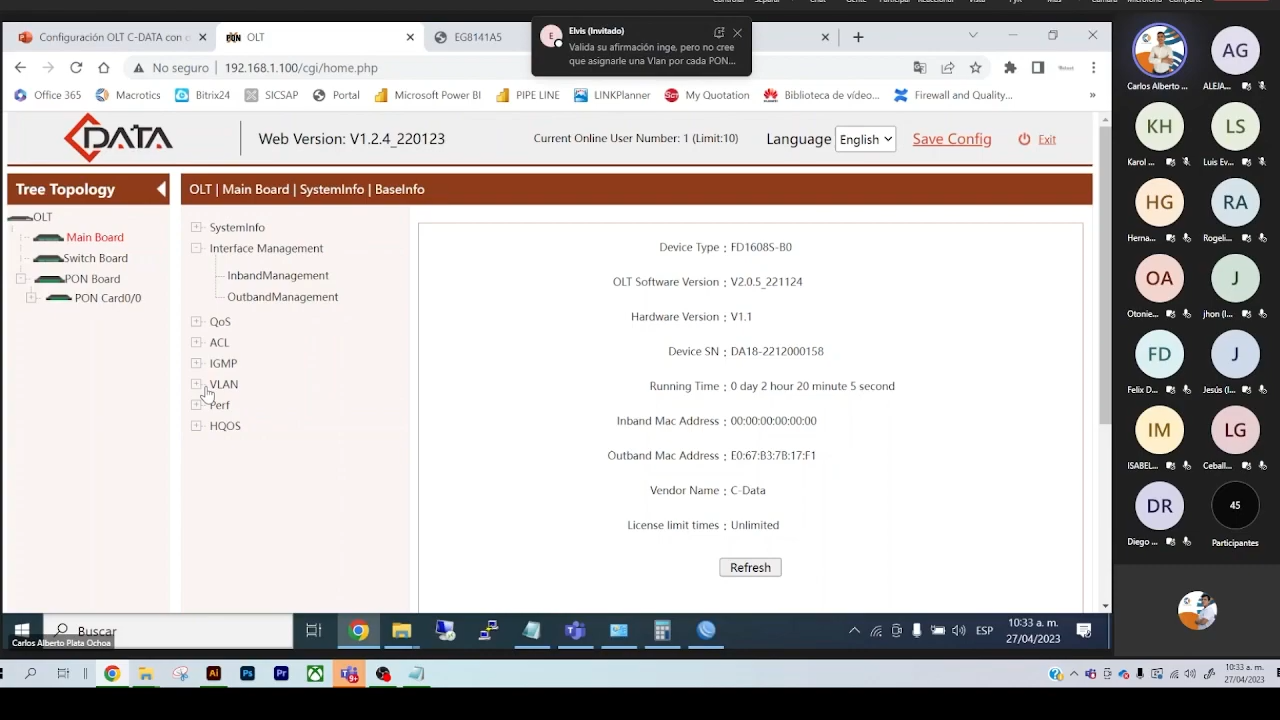 Configuración OLT C-DATA con c
OLT
EG8141A5
Elvis (Invitado)
Valida su afirmación inge, pero no cree
que asignarle una Vlan por cada PON...
No seguro
192.168.1.100/cgi/home.php
Office 365
Macrotics
Bitrix24
SICSAP
Portal
Microsoft Power BI
PIPE LINE
LINKPlanner
My Quotation
Biblioteca de vídeo...
Firewall and Quality...
»
CDATA
Web Version: V1.2.4_220123
Current Online User Number: 1 (Limit:10)
Language
English
Save Config
Exit
Tree Topology
OLT
Main Board
Switch Board
PON Board
PON Card0/0
OLT | Main Board | SystemInfo | BaseInfo
SystemInfo
Interface Management
InbandManagement
OutbandManagement
QoS
ACL
IGMP
VLAN
Perf
HQOS
Device Type : FD1608S-B0
OLT Software Version : V2.0.5_221124
Hardware Version : V1.1
Device SN : DA18-2212000158
Running Time : 0 day 2 hour 20 minute 5 second
Inband Mac Address : 00:00:00:00:00:00
Outband Mac Address : E0:67:B3:7B:17:F1
Vendor Name : C-Data
License limit times : Unlimited
Refresh
Buscar
Carlos Alberto Plata Ochoa
ESP
10:33 a. m.
27/04/2023
Carlos Alberto ...
AG
ALEJA...
KH
Karol ...
LS
Luis Ev...
HG
Herna...
RA
Rogeli...
OA
Otonie...
J
jhon (I...
FD
Felix D...
J
Jesús (I...
IM
ISABEL...
LG
Ceball...
DR
Diego ...
45
Participantes
10:33 a. m.
27/04/2023